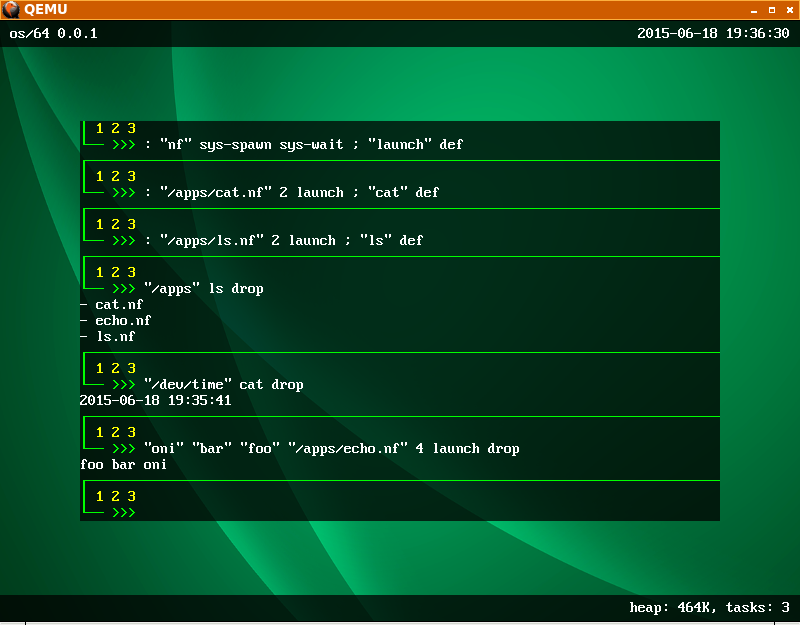 QEMU
os/64 0.0.1 2015-06-18 19:36:30
1 2 3
>>> : "nf" sys-spawn sys-wait ; "launch" def
1 2 3
>>> : "/apps/cat.nf" 2 launch ; "cat" def
1 2 3
>>> : "/apps/ls.nf" 2 launch ; "ls" def
1 2 3
>>> "/apps" ls drop
- cat.nf
- echo.nf
- ls.nf
1 2 3
>>> "/dev/time" cat drop
2015-06-18 19:35:41
1 2 3
>>> "oni" "bar" "foo" "/apps/echo.nf" 4 launch drop
foo bar oni
1 2 3
>>>
heap: 464K, tasks: 3